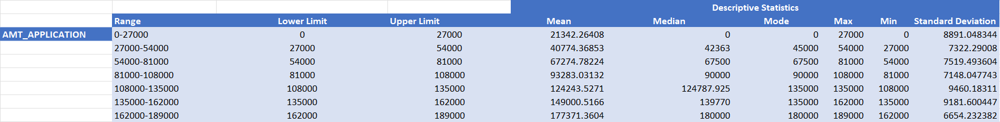 Descriptive Statistics
Range Lower Limit Upper Limit Mean Median Mode Max Min Standard Deviation
AMT_APPLICATION 0-27000 0 27000 21342.26408 0 0 27000 0 8891.048344
27000-54000 27000 54000 40774.36853 42363 45000 54000 27000 7322.29008
54000-81000 54000 81000 67274.78224 67500 67500 81000 54000 7519.493604
81000-108000 81000 108000 93283.03132 90000 90000 108000 81000 7148.047743
108000-135000 108000 135000 124243.5271 124787.925 135000 135000 108000 9460.18311
135000-162000 135000 162000 149000.5166 139770 135000 162000 135000 9181.600447
162000-189000 162000 189000 177371.3604 180000 180000 189000 162000 6654.232382